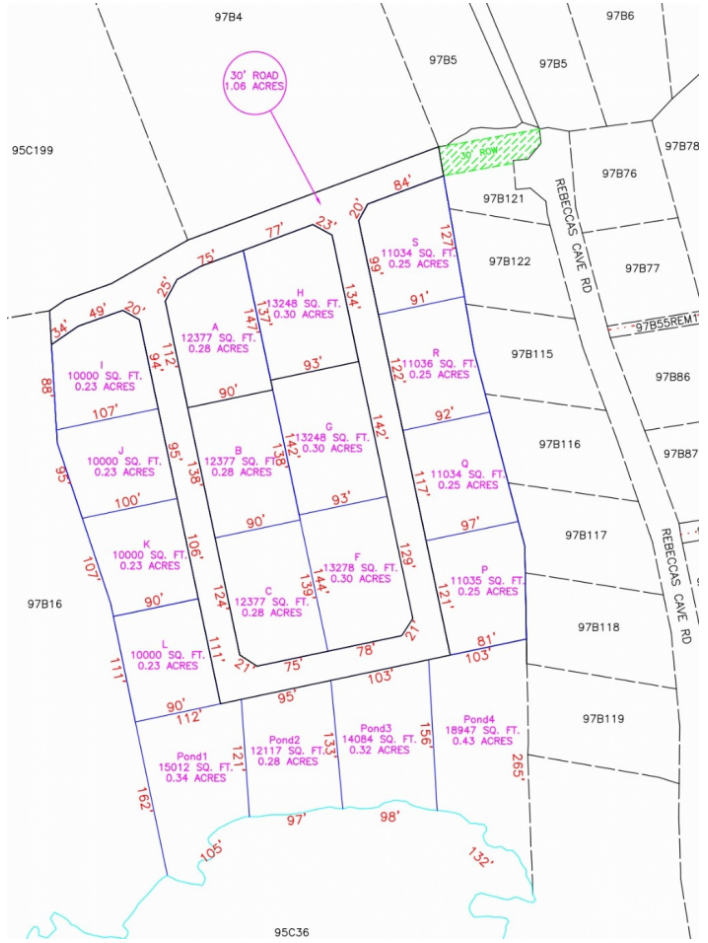 97B4
97B6
97B5
97B5
30' ROAD
1.06 ACRES
95C199
30' ROW
97B78
97B76
84'
20'
23'
77'
97B121
REBECCAS CAVE RD
S
11034 SQ. FT.
0.25 ACRES
127'
75'
97B122
99'
97B77
25'
H
13248 SQ. FT.
0.30 ACRES
134'
147'
137'
91'
34'
49'
20'
A
12377 SQ. FT.
0.28 ACRES
97B55REM1
112'
R
11036 SQ. FT.
0.25 ACRES
97B115
94'
93'
122'
I
10000 SQ. FT.
0.23 ACRES
88'
97B86
90'
107'
92'
G
13248 SQ. FT.
0.30 ACRES
142'
97B116
J
10000 SQ. FT.
0.23 ACRES
95'
95'
B
12377 SQ. FT.
0.28 ACRES
142'
138'
138'
97B87
Q
11034 SQ. FT.
0.25 ACRES
117'
100'
93'
90'
97'
97B117
K
10000 SQ. FT.
0.23 ACRES
106'
107'
F
13278 SQ. FT.
0.30 ACRES
129'
REBECCAS CAVE RD
C
12377 SQ. FT.
0.28 ACRES
139'
144'
P
11035 SQ. FT.
0.25 ACRES
124'
121'
97B16
90'
97B118
21'
L
10000 SQ. FT.
0.23 ACRES
111'
111'
81'
78'
103'
21'
75'
103'
95'
90'
112'
97B119
Pond4
18947 SQ. FT.
0.43 ACRES
Pond3
14084 SQ. FT.
0.32 ACRES
156'
Pond2
12117 SQ. FT.
0.28 ACRES
133'
Pond1
15012 SQ. FT.
0.34 ACRES
121'
265'
162'
97'
98'
105'
132'
95C36